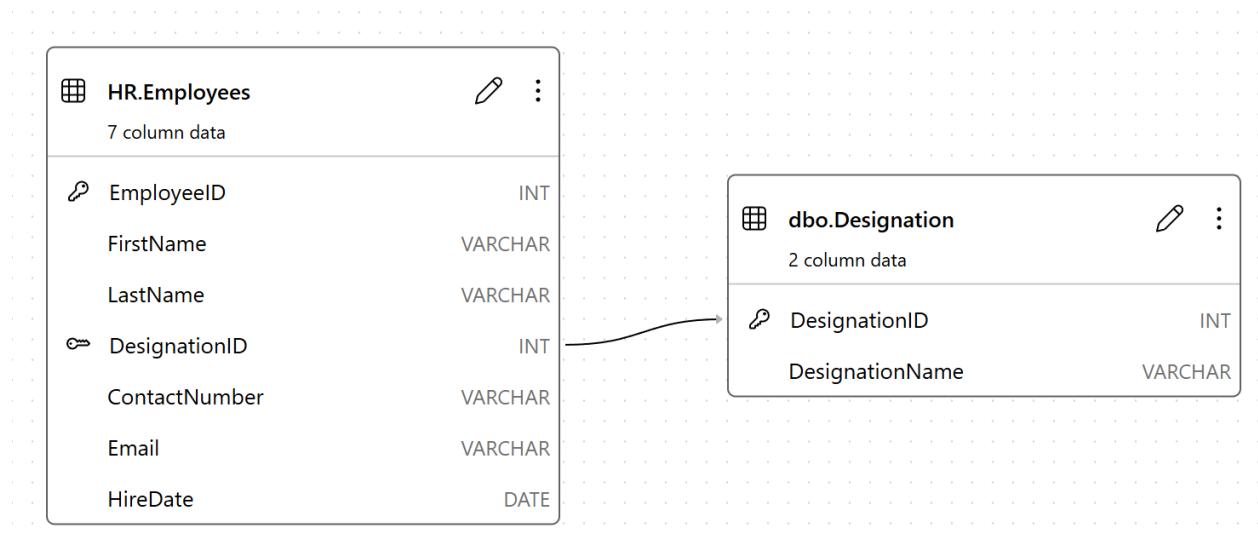 HR.Employees
7 column data
EmployeeID INT
FirstName VARCHAR
LastName VARCHAR
DesignationID INT
ContactNumber VARCHAR
Email VARCHAR
HireDate DATE
dbo.Designation
2 column data
DesignationID INT
DesignationName VARCHAR